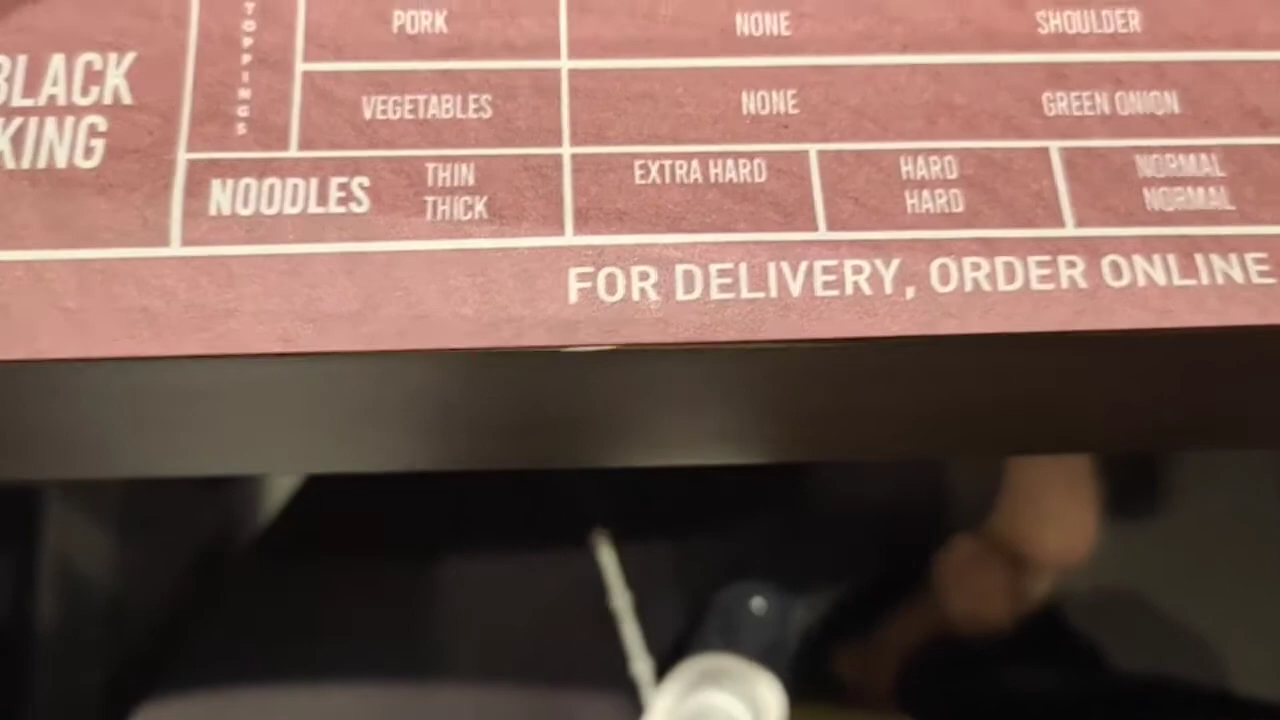 TOPPINGS
PORK NONE SHOULDER
VEGETABLES NONE GREEN ONION
BLACK
KING
NOODLES
THIN EXTRA HARD HARD NORMAL
THICK HARD NORMAL
FOR DELIVERY, ORDER ONLINE